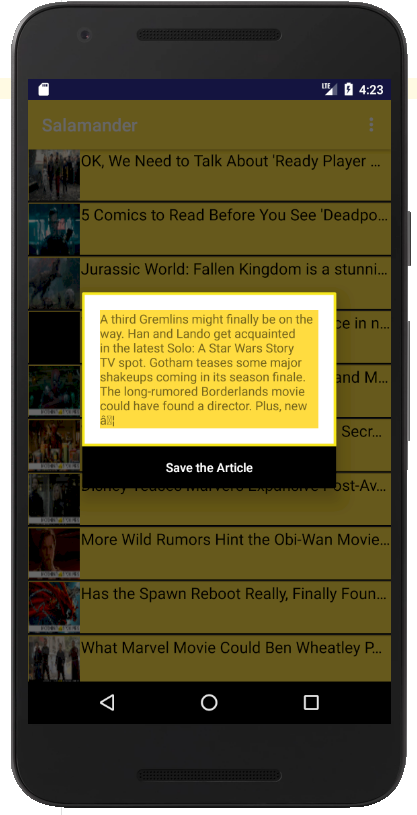 LTE 4:23
Salamander
OK, We Need to Talk About 'Ready Player ...
5 Comics to Read Before You See 'Deadpo...
Jurassic World: Fallen Kingdom is a stunni...
ce in n...
A third Gremlins might finally be on the
way. Han and Lando get acquainted
in the latest Solo: A Star Wars Story
TV spot. Gotham teases some major
shakeups coming in its season finale.
The long-rumored Borderlands movie
could have found a director. Plus, new
and M...
Secr...
Save the Article
Disney Teases Marvel's Expansive Post-Av...
More Wild Rumors Hint the Obi-Wan Movie...
Has the Spawn Reboot Really, Finally Foun...
What Marvel Movie Could Ben Wheatley P...